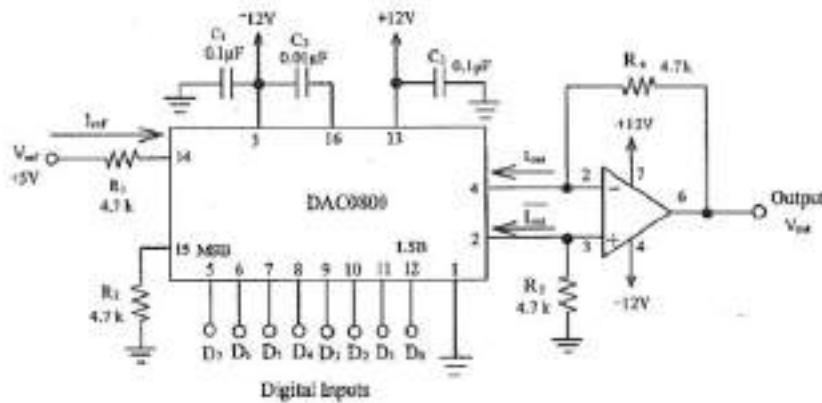 -12V
+12V
C1
0.1µF
C3
0.01µF
C2
0.1µF
R4
4.7k
Iref
3
16
13
+12V
Vref
+5V
14
R1
4.7 k
DAC0800
Iout
4
2
7
6
Output
Vout
Iout
2
3
4
15
MSB
LSB
5
6
7
8
9
10
11
12
1
R2
4.7 k
R3
4.7 k
-12V
D7
D6
D5
D4
D3
D2
D1
D0
Digital Inputs